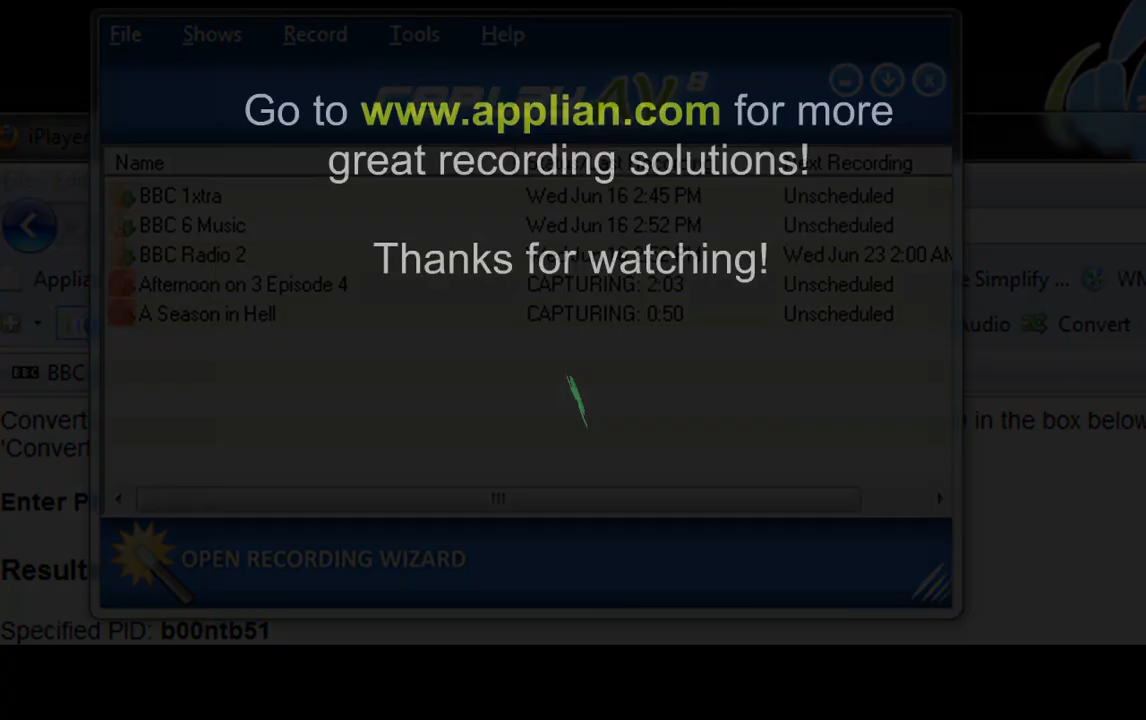 File Shows Record Tools Help
Go to www.applian.com for more
great recording solutions!
iPlayer
Name
Recording
BBC 1xtra Wed Jun 16 2:45 PM Unscheduled
BBC 6 Music Wed Jun 16 2:52 PM Unscheduled
BBC Radio 2 Wed Jun Wed Jun 23 2:00 AM
Thanks for watching!
Afternoon on 3 Episode 4 CAPTURING: 2:03 Unscheduled
e Simplify ...
A Season in Hell CAPTURING: 0:50 Unscheduled
Convert
BBC
Convert
in the box below
'Convert
Enter P
OPEN RECORDING WIZARD
Result
Specified PID: b00ntb51